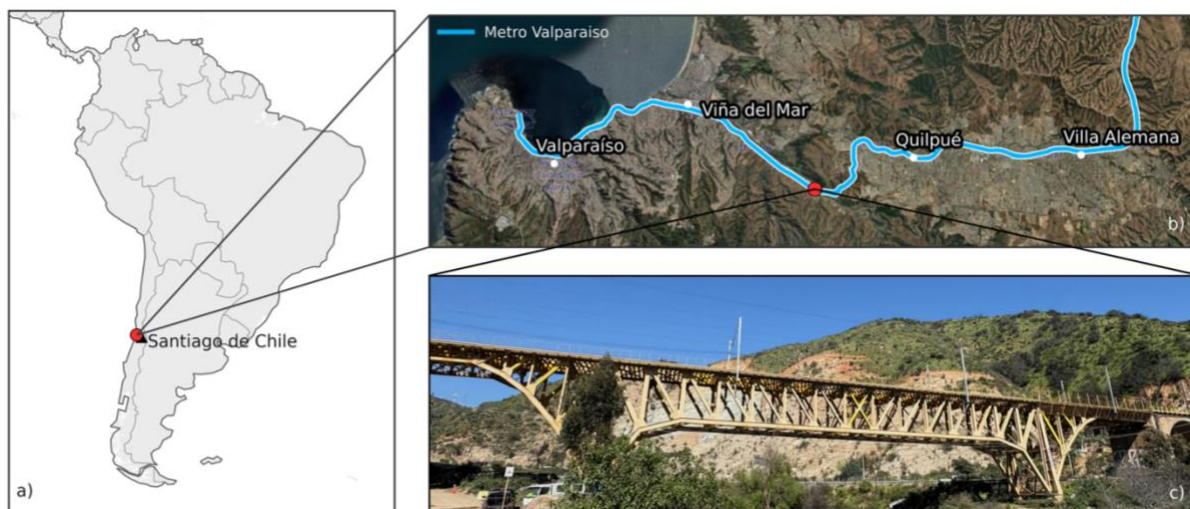 Santiago de Chile
a)
Metro Valparaiso
Viña del Mar
Valparaíso
Quilpué
Villa Alemana
b)
c)